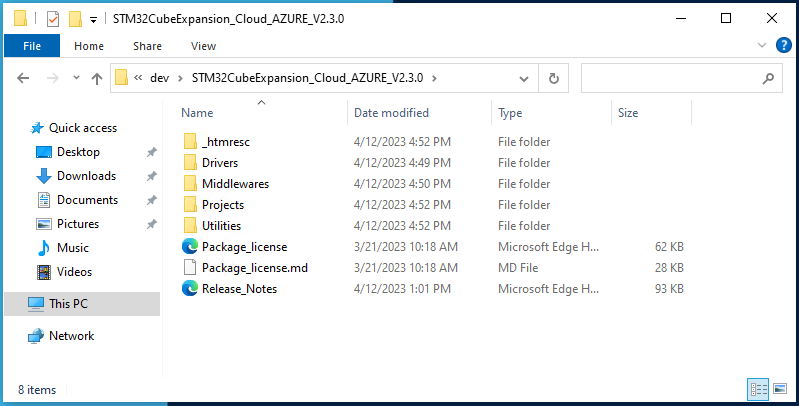 STM32CubeExpansion_Cloud_AZURE_V2.3.0
File Home Share View
« dev › STM32CubeExpansion_Cloud_AZURE_V2.3.0 ›
Name Date modified Type Size
Quick access
Desktop
Downloads
Documents
Pictures
Music
Videos
This PC
Network
_htmresc 4/12/2023 4:52 PM File folder
Drivers 4/12/2023 4:49 PM File folder
Middlewares 4/12/2023 4:50 PM File folder
Projects 4/12/2023 4:52 PM File folder
Utilities 4/12/2023 4:52 PM File folder
Package_license 3/21/2023 10:18 AM Microsoft Edge H... 62 KB
Package_license.md 3/21/2023 10:18 AM MD File 28 KB
Release_Notes 4/12/2023 1:01 PM Microsoft Edge H... 93 KB
8 items